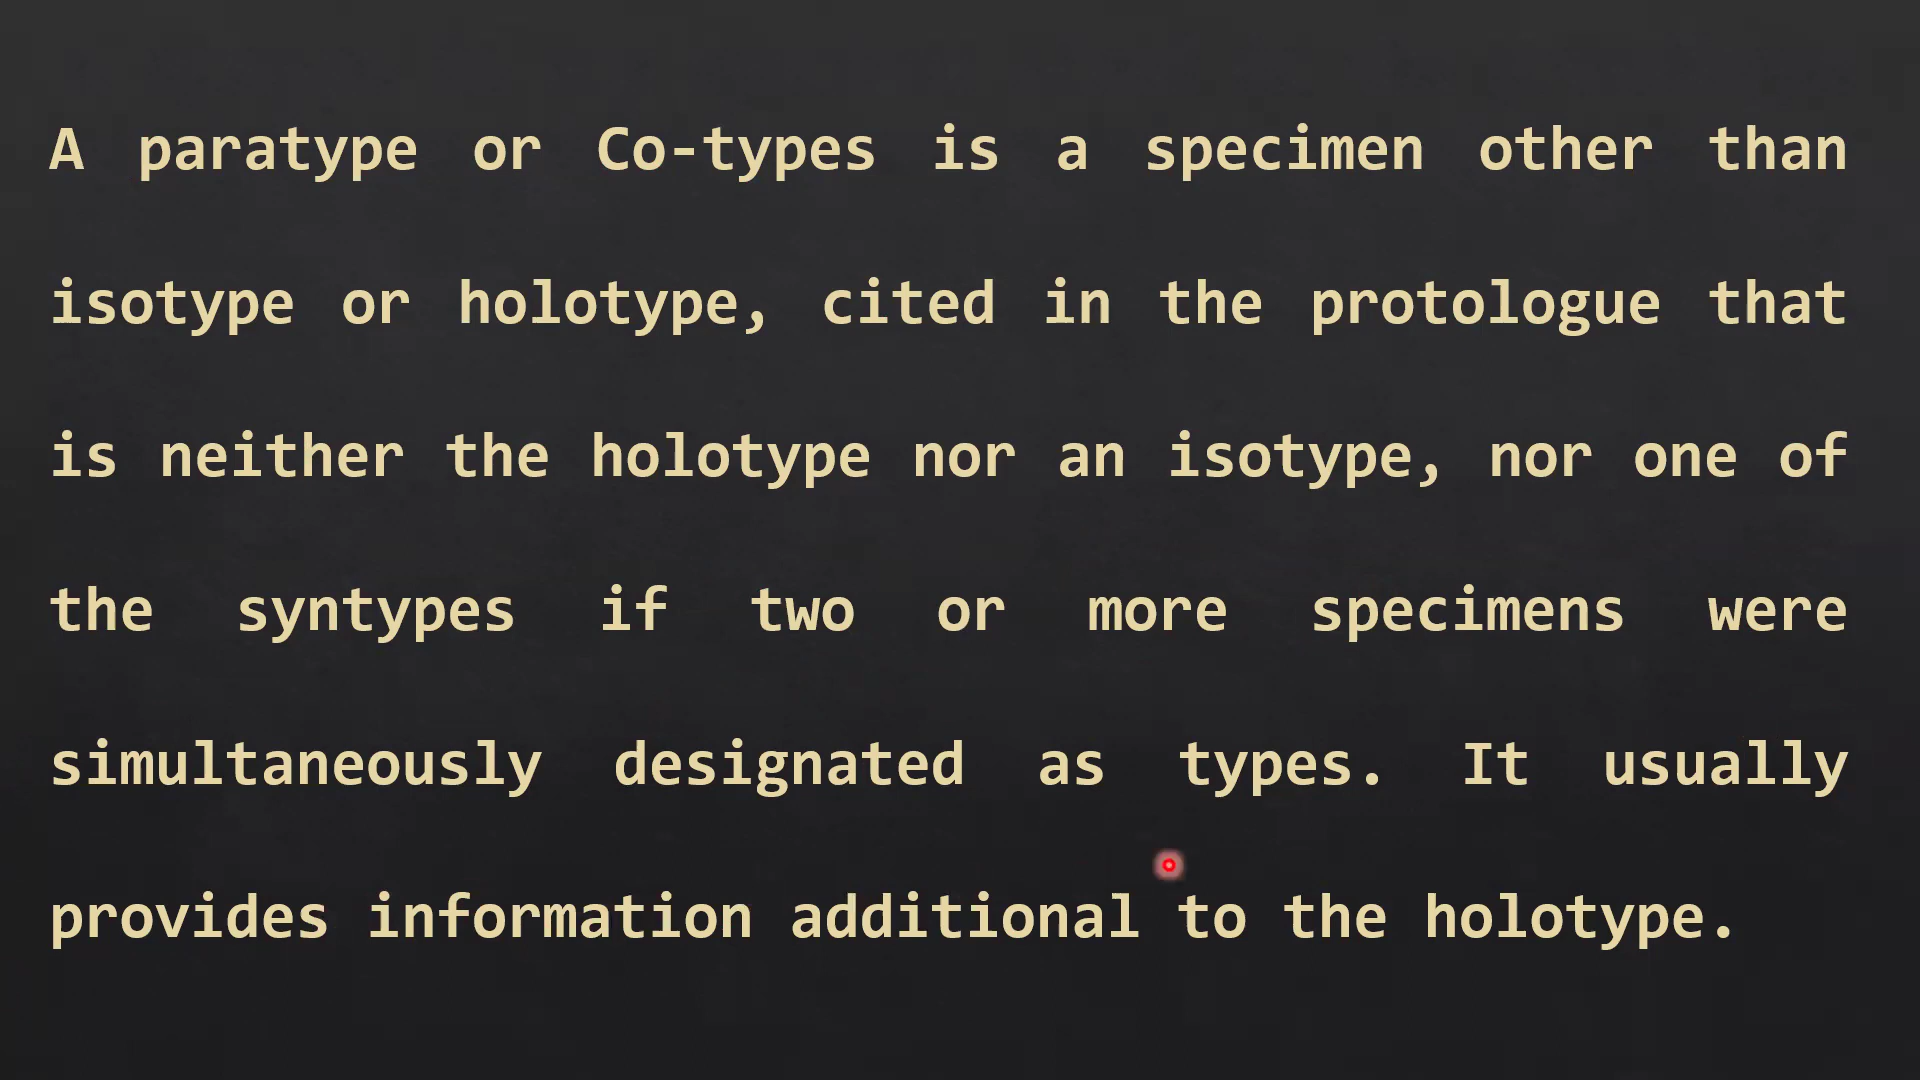 A paratype or Co-types is a specimen other than
isotype or holotype, cited in the protologue that
is neither the holotype nor an isotype, nor one of
the syntypes if two or more specimens were
simultaneously designated as types. It usually
provides information additional to the holotype.